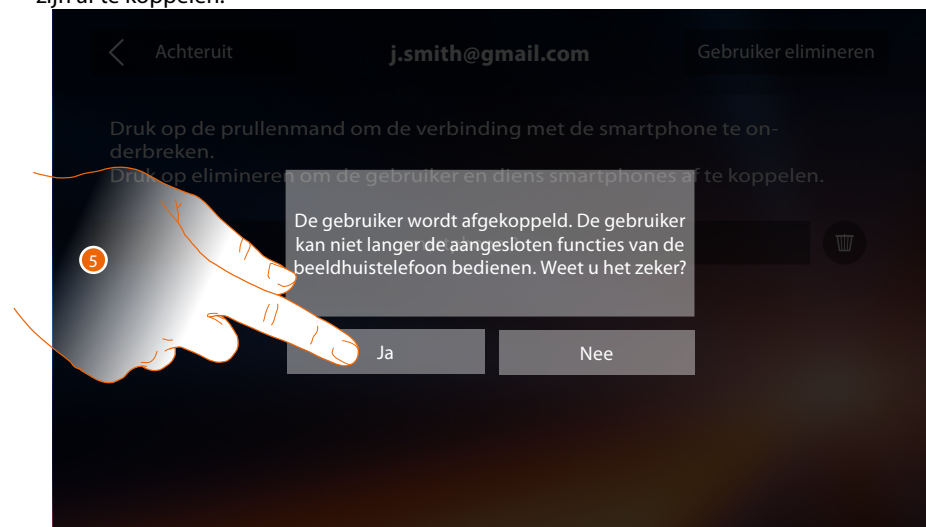 zijn af te koppelen.
Achteruit
j.smith@gmail.com
Gebruiker elimineren
Druk op de prullenmand om de verbinding met de smartphone te on-
derbreken.
Druk op elimineren om de gebruiker en diens smartphones af te koppelen.
De gebruiker wordt afgekoppeld. De gebruiker
kan niet langer de aangesloten functies van de
beeldhuistelefoon bedienen. Weet u het zeker?
5
Ja
Nee